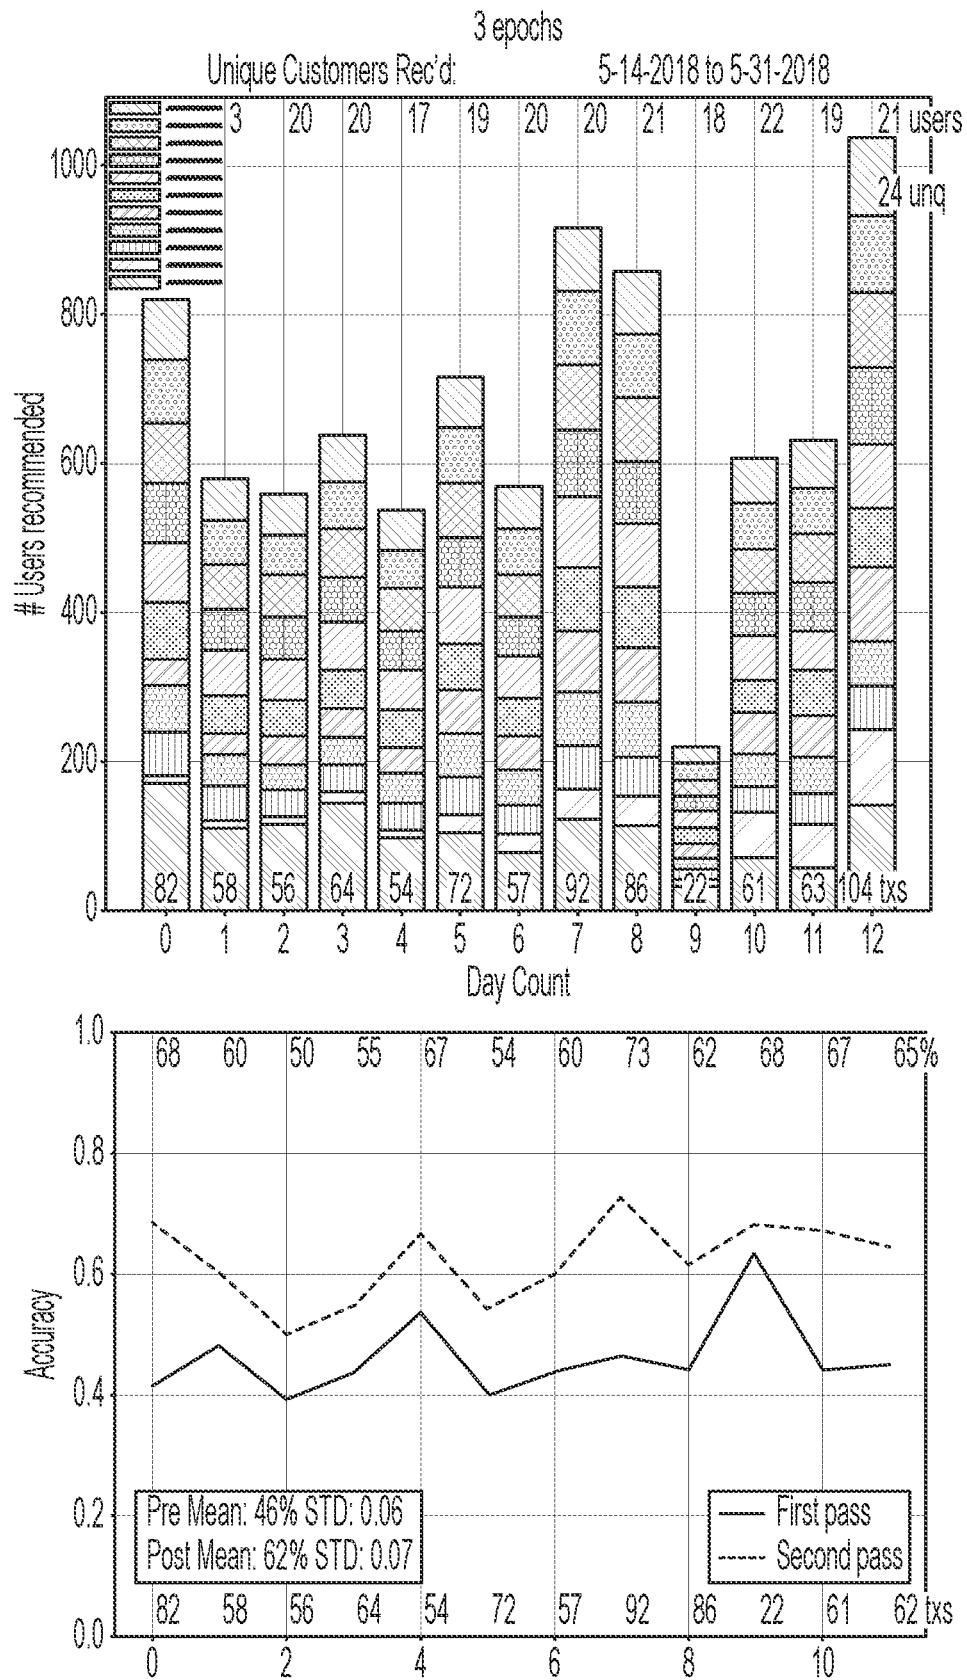 3 epochs
Unique Customers Rec'd: 5-14-2018 to 5-31-2018
3 20 20 17 19 20 20 21 18 22 19 21 users
24 unq
1000
800
600
400
200
0
# Users recommended
82 58 56 64 54 72 57 92 86 22 61 63 104 txs
0 1 2 3 4 5 6 7 8 9 10 11 12
Day Count
1.0
0.8
0.6
0.4
0.2
0.0
Accuracy
68 60 50 55 67 54 60 73 62 68 67 65%
Pre Mean: 46% STD: 0.06
Post Mean: 62% STD: 0.07
First pass
Second pass
82 58 56 64 54 72 57 92 86 22 61 62 txs
0 2 4 6 8 10